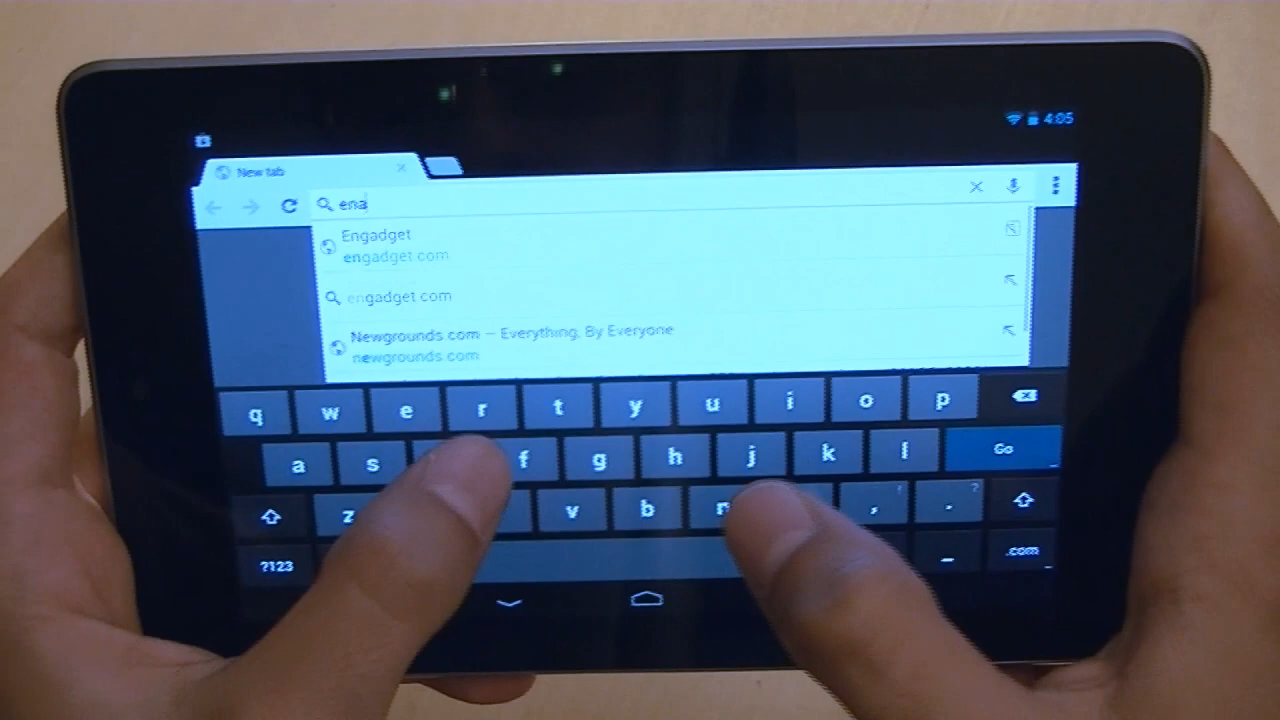 4:05
New tab
ena
Engadget
engadget.com
engadget.com
Newgrounds.com – Everything, By Everyone
newgrounds.com
q w e r t y u i o p
a s f g h j k l Go
z v b n , ! . ?
?123 _ .com